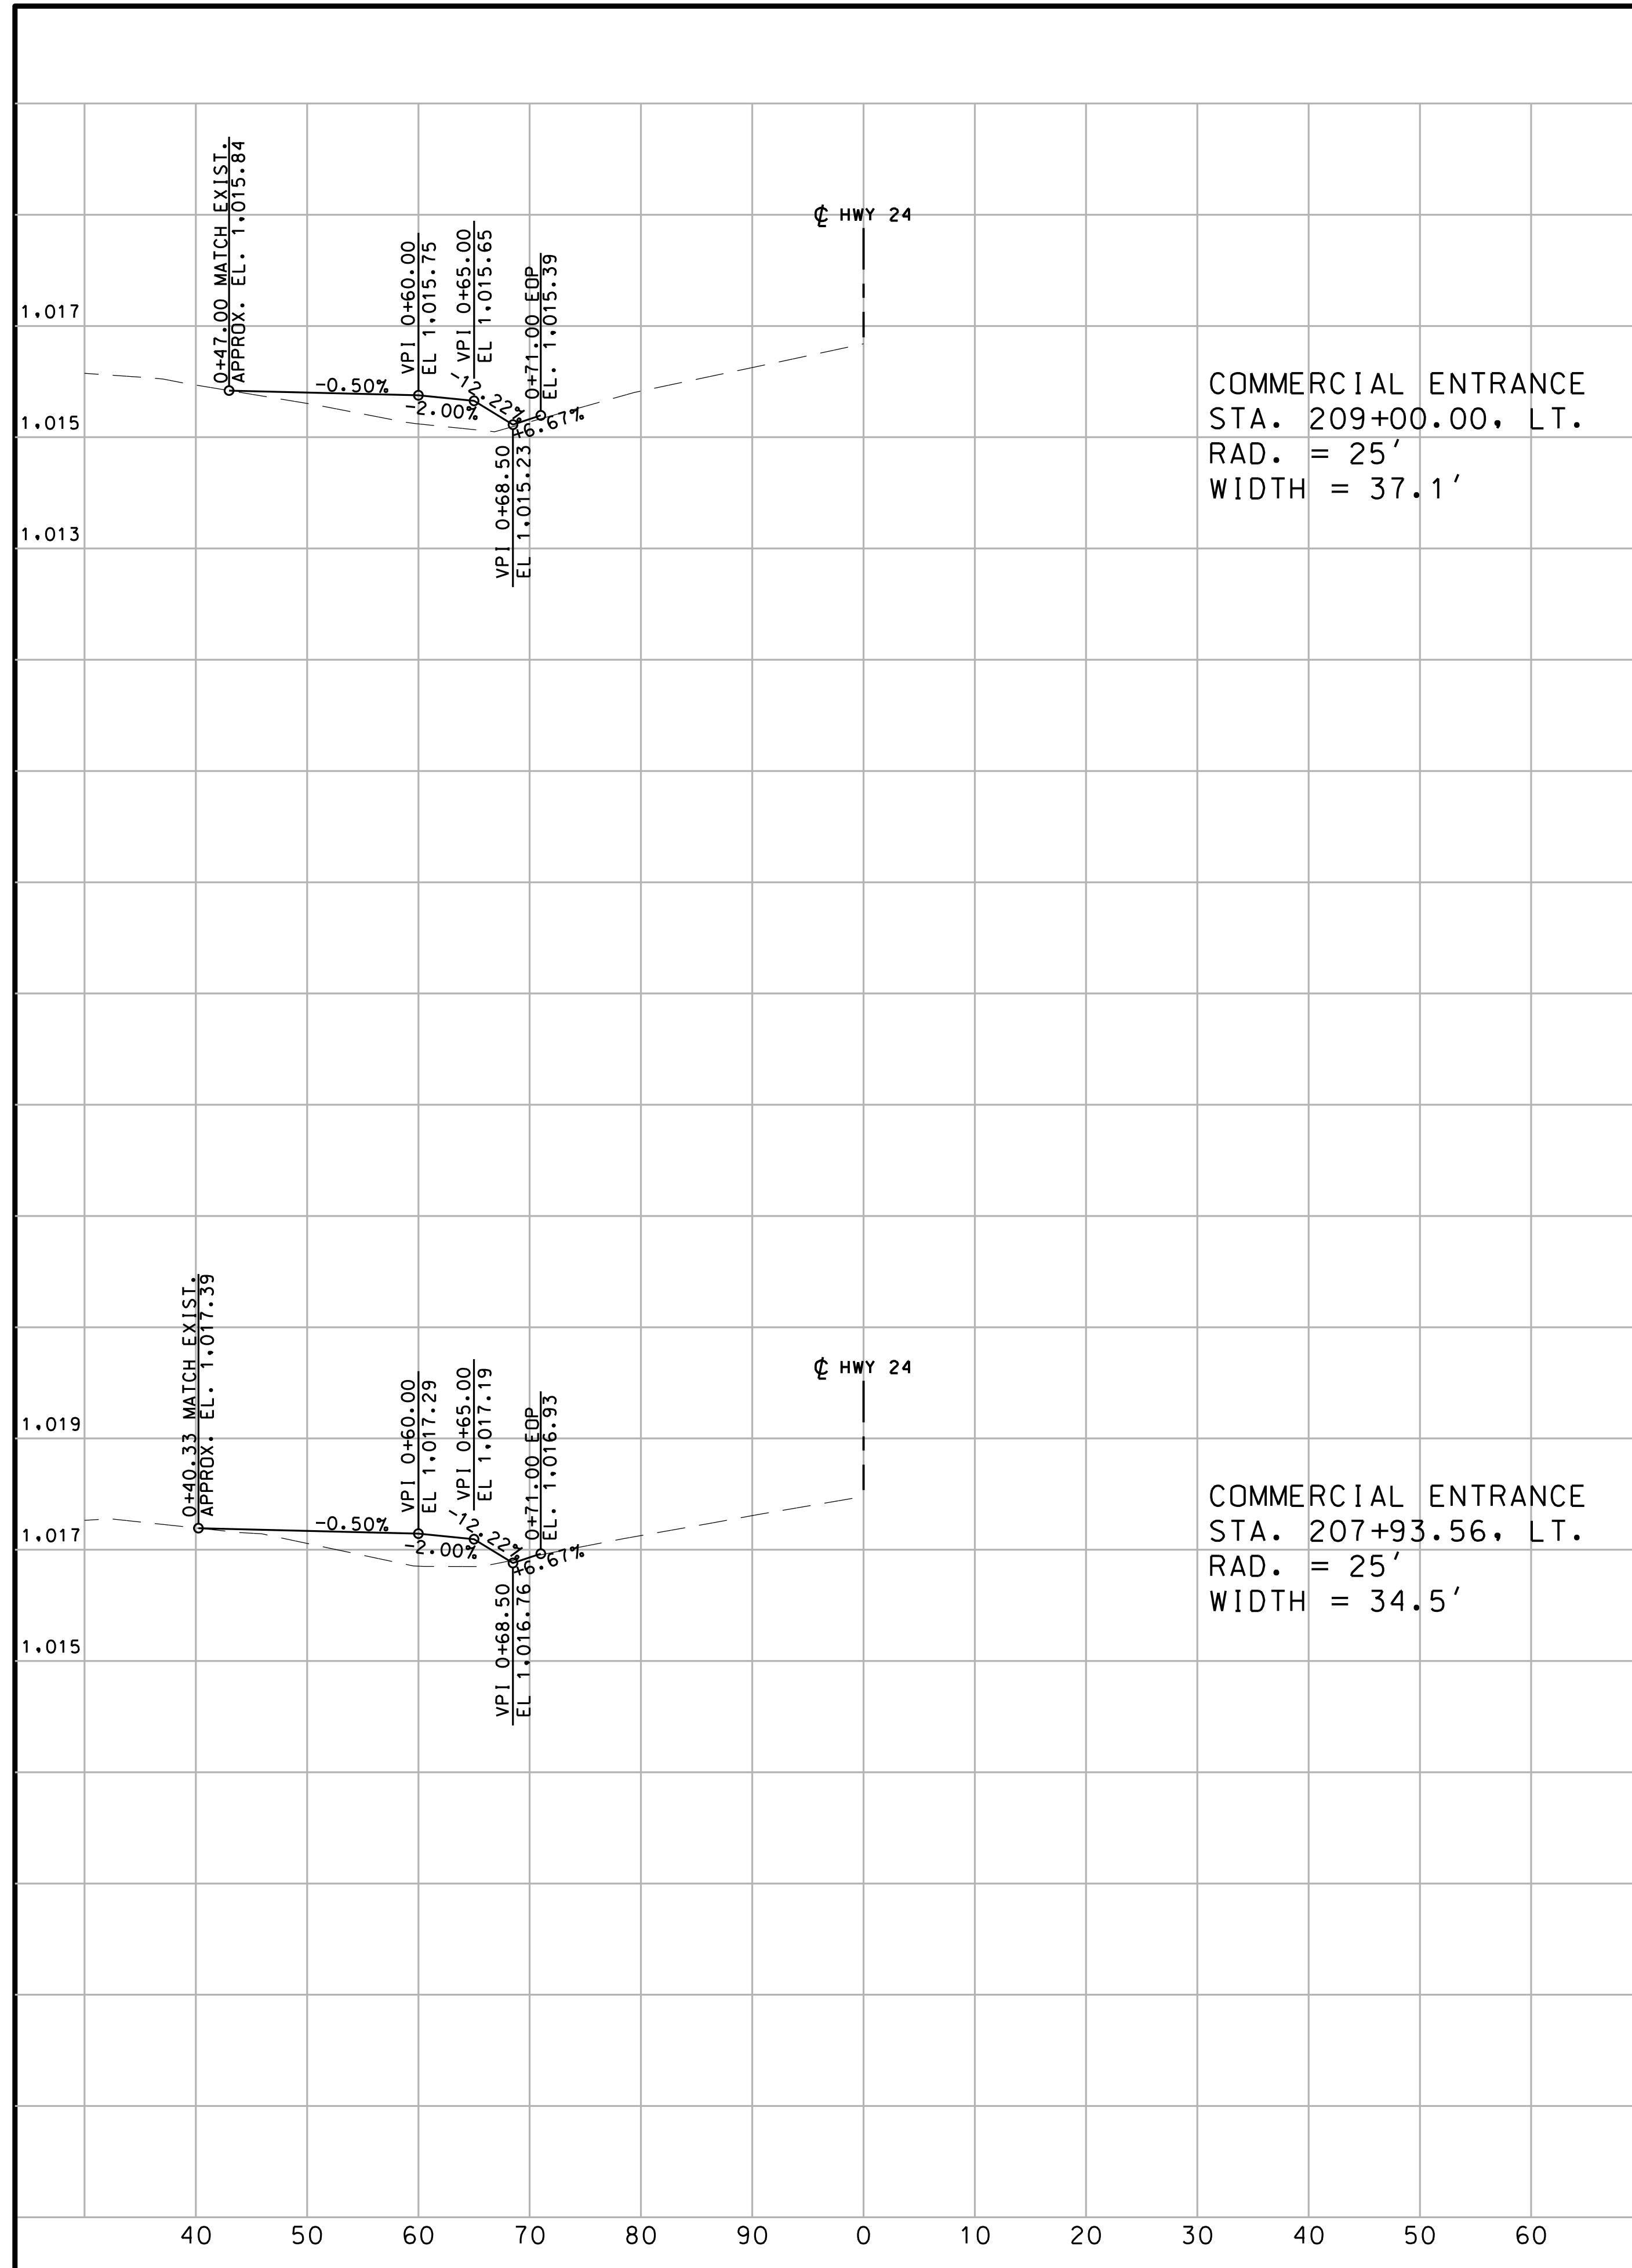 0+47.00 MATCH EXIST.
APPROX. EL. 1,015.84
VPI 0+60.00
EL 1,015.75
VPI 0+65.00
EL 1,015.65
0+71.00 EOP
EL. 1,015.39
℄ HWY 24
1,017
-0.50%
-2.00%
-12.22%
+6.67%
1,015
VPI 0+68.50
EL 1,015.23
1,013
COMMERCIAL ENTRANCE
STA. 209+00.00, LT.
RAD. = 25'
WIDTH = 37.1'
0+40.33 MATCH EXIST.
APPROX. EL. 1,017.39
VPI 0+60.00
EL 1,017.29
VPI 0+65.00
EL 1,017.19
0+71.00 EOP
EL. 1,016.93
℄ HWY 24
1,019
-0.50%
-2.00%
-12.22%
+6.67%
1,017
VPI 0+68.50
EL 1,016.76
1,015
COMMERCIAL ENTRANCE
STA. 207+93.56, LT.
RAD. = 25'
WIDTH = 34.5'
40 50 60 70 80 90 0 10 20 30 40 50 60